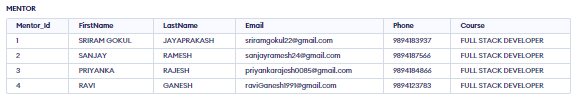 MENTOR
Mentor_Id FirstName LastName Email Phone Course
1 SRIRAM GOKUL JAYAPRAKASH sriramgokul22@gmail.com 9894183937 FULL STACK DEVELOPER
2 SANJAY RAMESH sanjayramesh24@gmail.com 9894187566 FULL STACK DEVELOPER
3 PRIYANKA RAJESH priyankarajesh0085@gmail.com 9894184866 FULL STACK DEVELOPER
4 RAVI GANESH raviGanesh1991@gmail.com 9894123783 FULL STACK DEVELOPER